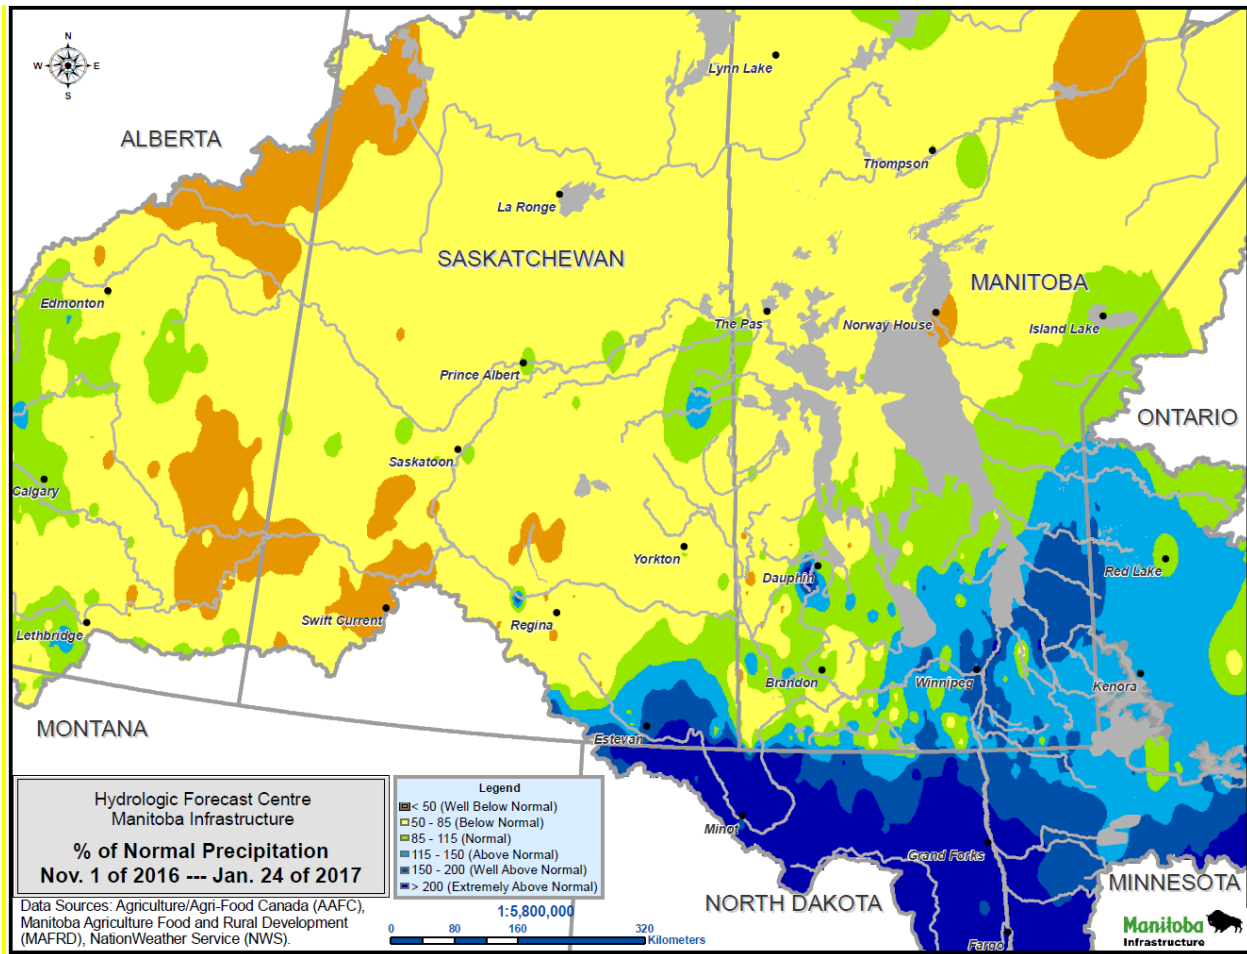 N
W E
S
Lynn Lake
ALBERTA
Thompson
La Ronge
SASKATCHEWAN
MANITOBA
Edmonton
The Pas
Norway House
Island Lake
Prince Albert
ONTARIO
Saskatoon
Calgary
Yorkton
Dauphin
Red Lake
Swift Current
Regina
Lethbridge
Brandon
Winnipeg
Kenora
MONTANA
Estevan
Minot
Grand Forks
MINNESOTA
NORTH DAKOTA
Fargo
Hydrologic Forecast Centre
Manitoba Infrastructure
% of Normal Precipitation
Nov. 1 of 2016 --- Jan. 24 of 2017
Data Sources: Agriculture/Agri-Food Canada (AAFC),
Manitoba Agriculture Food and Rural Development
(MAFRD), NationWeather Service (NWS).
Legend
< 50 (Well Below Normal)
50 - 85 (Below Normal)
85 - 115 (Normal)
115 - 150 (Above Normal)
150 - 200 (Well Above Normal)
> 200 (Extremely Above Normal)
1:5,800,000
0 80 160 320
Kilometers
Manitoba
Infrastructure